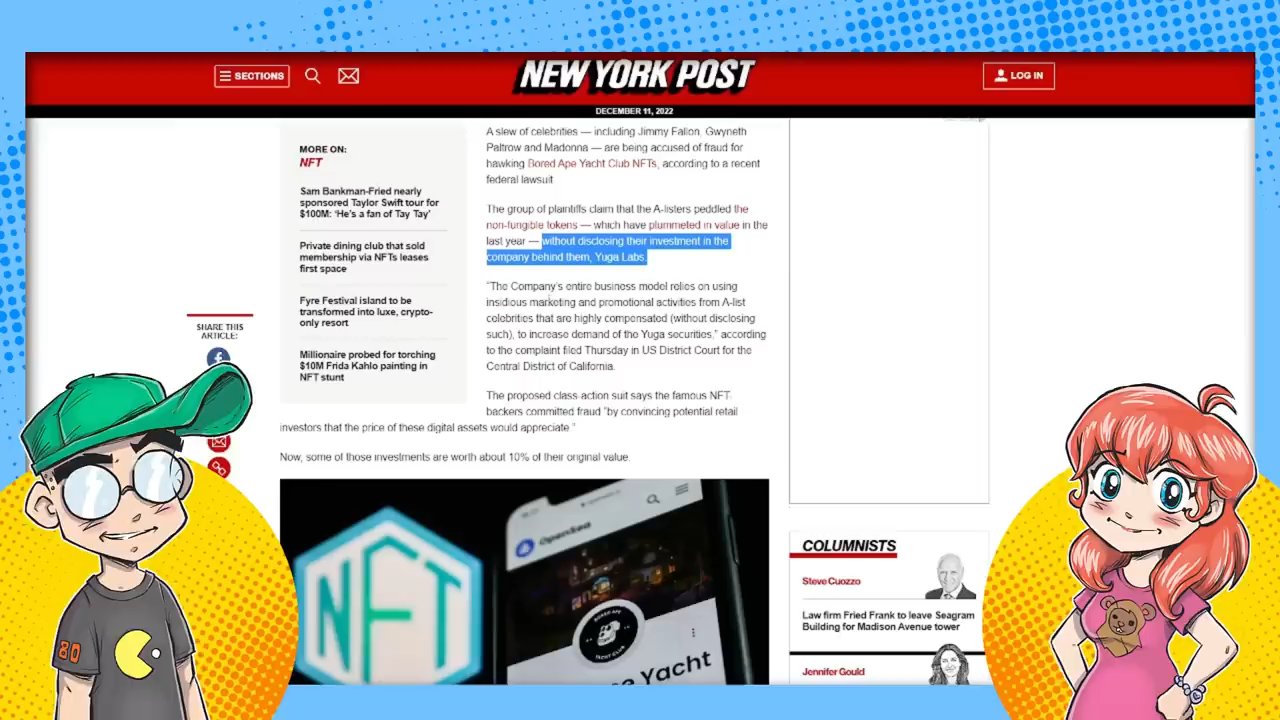 SECTIONS
NEW YORK POST
LOG IN
DECEMBER 11, 2022
MORE ON:
NFT
Sam Bankman-Fried nearly
sponsored Taylor Swift tour for
$100M: ‘He’s a fan of Tay Tay’
Private dining club that sold
membership via NFTs leases
first space
Fyre Festival island to be
transformed into luxe, crypto-
only resort
Millionaire probed for torching
$10M Frida Kahlo painting in
NFT stunt
SHARE THIS
ARTICLE:
A slew of celebrities — including Jimmy Fallon, Gwyneth
Paltrow and Madonna — are being accused of fraud for
hawking Bored Ape Yacht Club NFTs, according to a recent
federal lawsuit
The group of plaintiffs claim that the A-listers peddled the
non-fungible tokens — which have plummeted in value in the
last year — without disclosing their investment in the
company behind them, Yuga Labs.
“The Company’s entire business model relies on using
insidious marketing and promotional activities from A-list
celebrities that are highly compensated (without disclosing
such), to increase demand of the Yuga securities,” according
to the complaint filed Thursday in US District Court for the
Central District of California.
The proposed class-action suit says the famous NFT-
backers committed fraud “by convincing potential retail
investors that the price of these digital assets would appreciate.”
Now, some of those investments are worth about 10% of their original value.
NFT
OpenSea
BORED APE
YACHT CLUB
e Yacht
COLUMNISTS
Steve Cuozzo
Law firm Fried Frank to leave Seagram
Building for Madison Avenue tower
Jennifer Gould
80